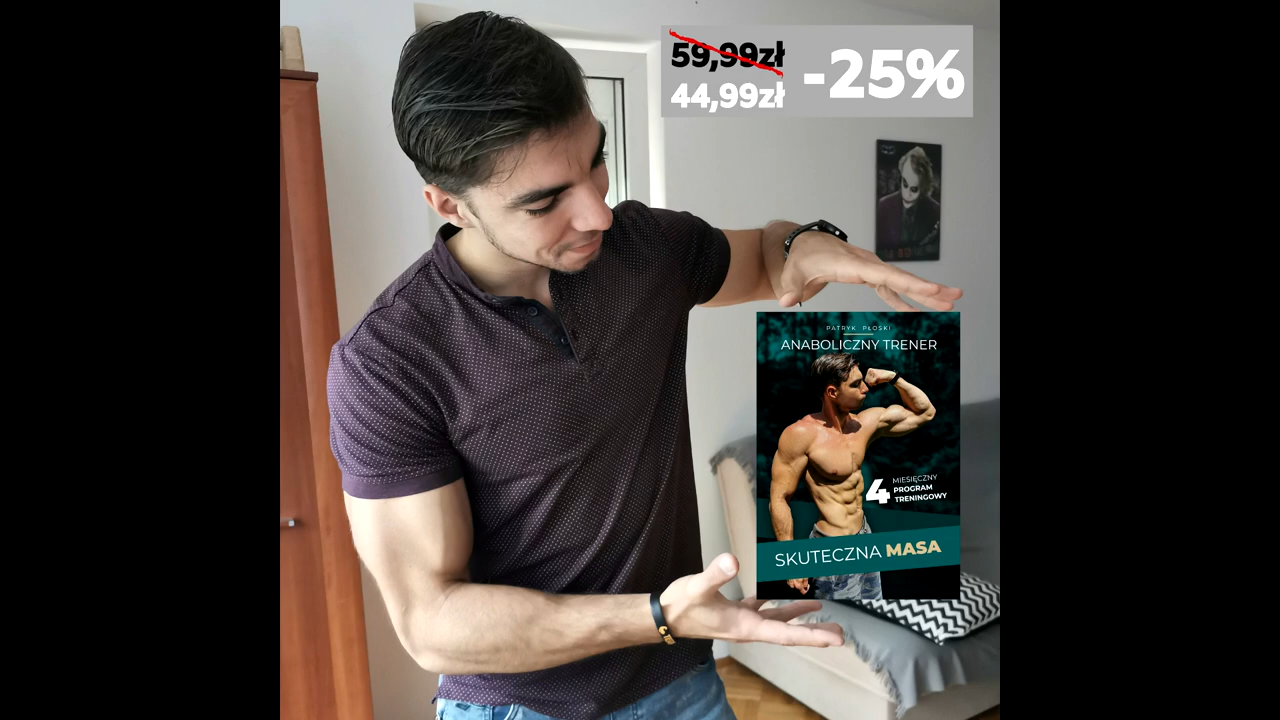 59,99zł
44,99zł
-25%
PATRYK PŁOSKI
ANABOLICZNY TRENER
4
MIESIĘCZNY
PROGRAM
TRENINGOWY
SKUTECZNA MASA